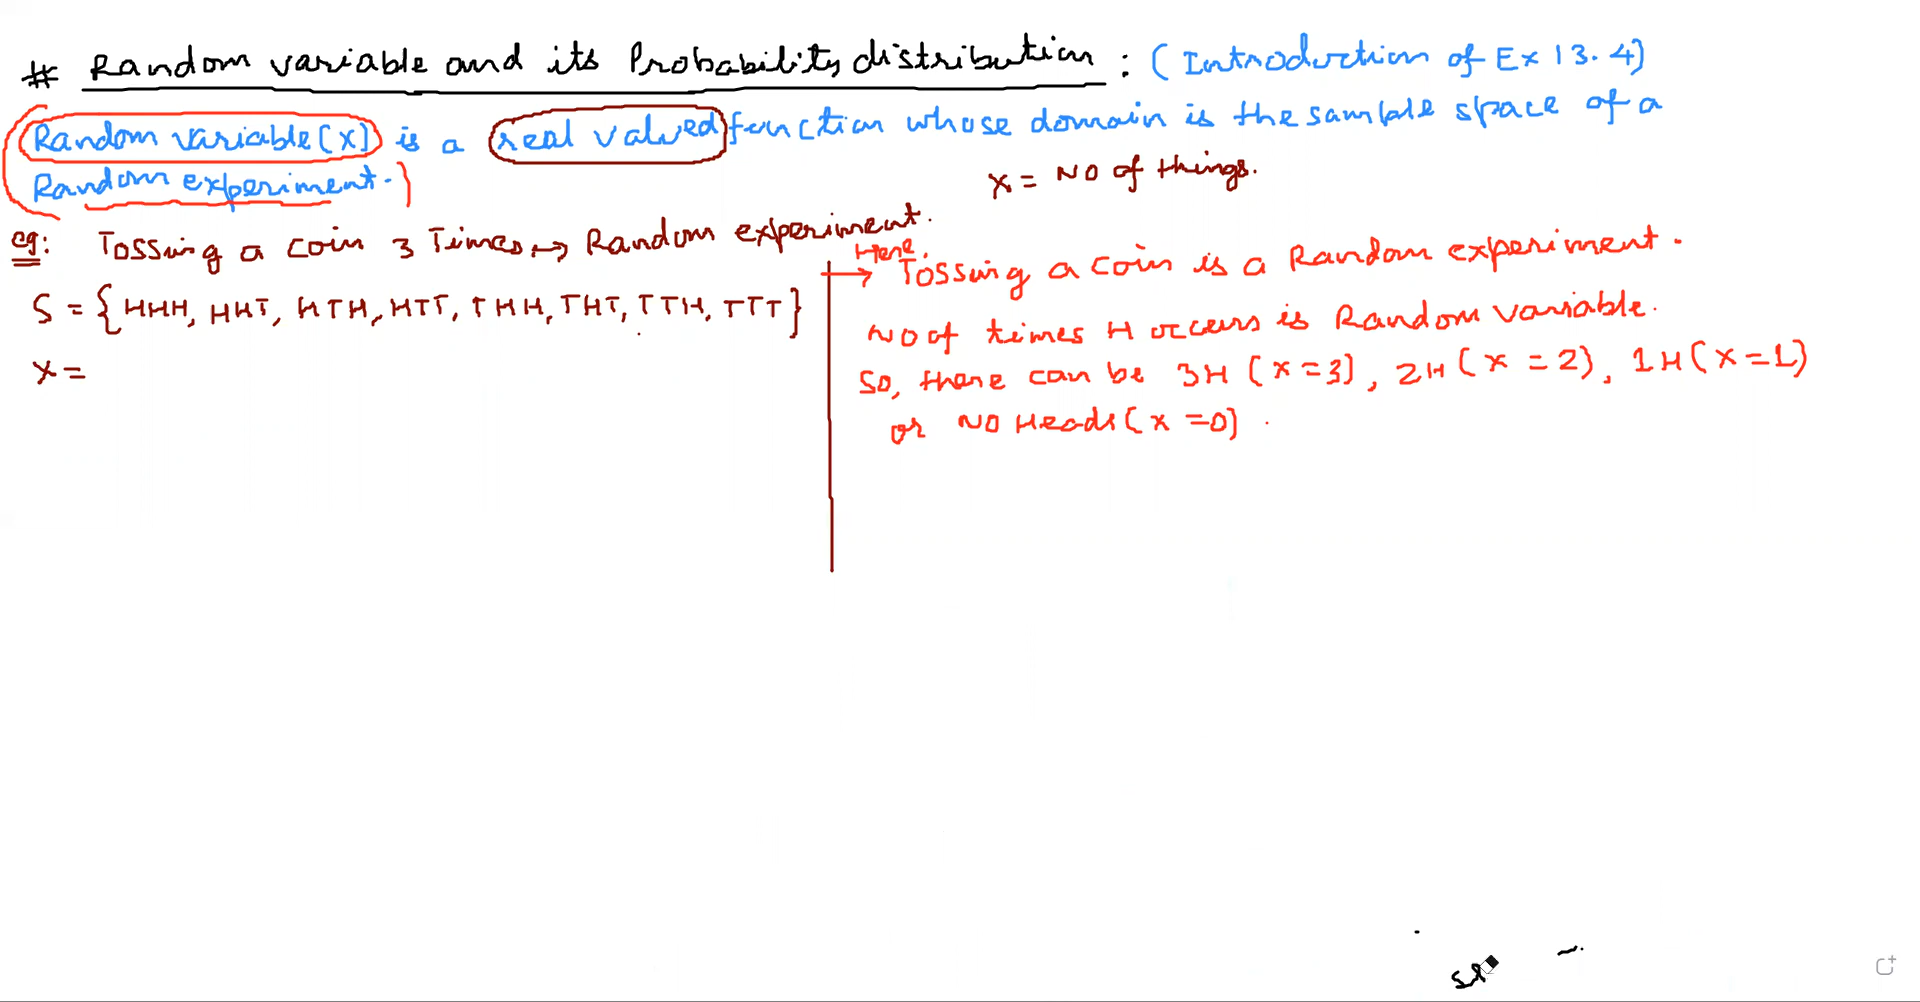 # Random variable and its Probability distribution : (Introduction of Ex 13.4)
Random variable(X) is a real valued function whose domain is the sample space of a
Random experiment.)
X = NO of things.
eg: Tossing a coin 3 Times → Random experiment.
S = {HHH, HHT, HTH, HTT, THH, THT, TTH, TTT}
X =
Here,
→ Tossing a coin is a Random experiment.
NO of times H occurs is Random variable.
So, there can be 3H (X=3), 2H (X = 2), 1H (X=1)
or NO Heads (X =0) .